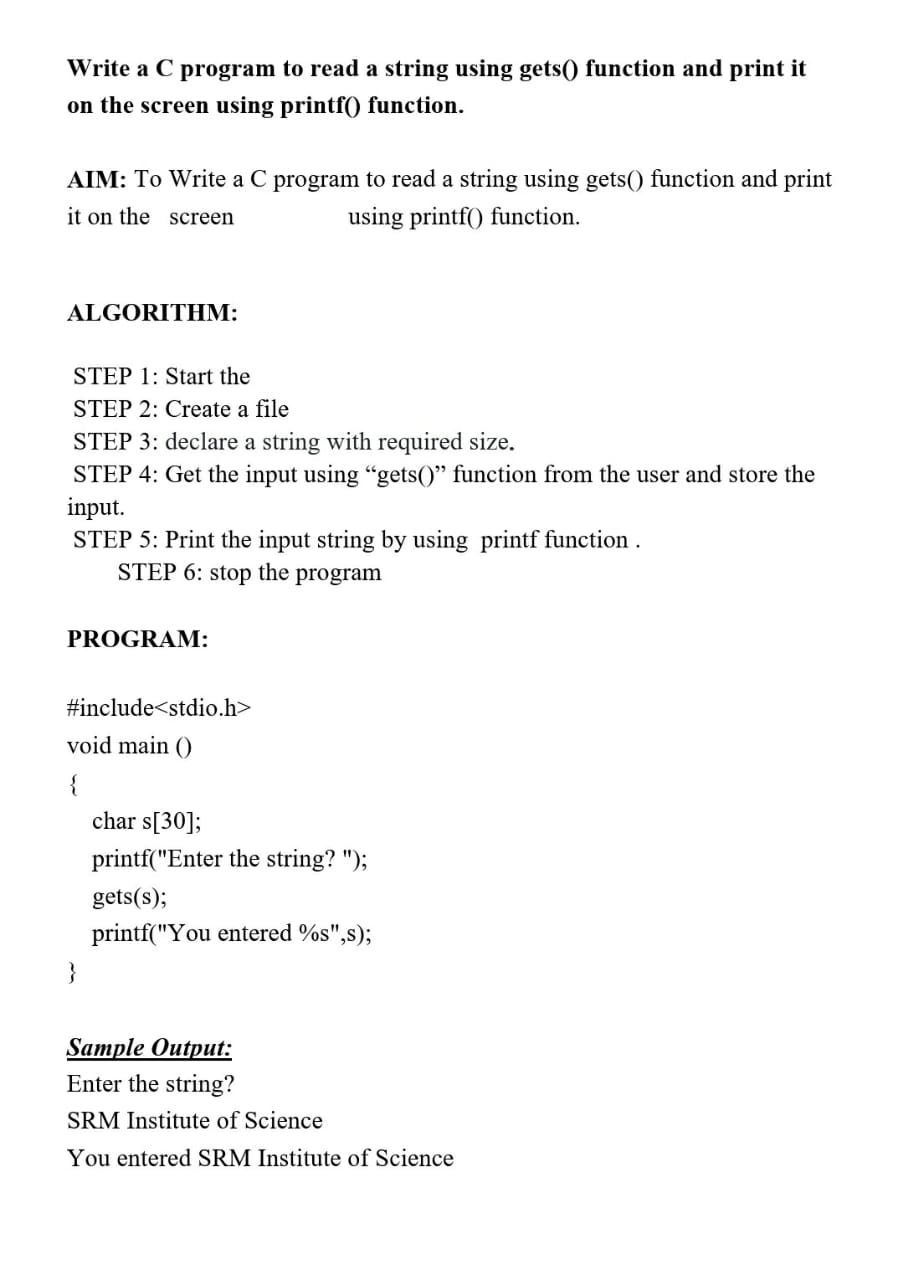 Write a C program to read a string using gets() function and print it
on the screen using printf() function.
AIM: To Write a C program to read a string using gets() function and print
it on the screen using printf() function.
ALGORITHM:
STEP 1: Start the
STEP 2: Create a file
STEP 3: declare a string with required size.
STEP 4: Get the input using “gets()” function from the user and store the
input.
STEP 5: Print the input string by using printf function .
STEP 6: stop the program
PROGRAM:
#include<stdio.h>
void main ()
{
char s[30];
printf("Enter the string? ");
gets(s);
printf("You entered %s",s);
}
Sample Output:
Enter the string?
SRM Institute of Science
You entered SRM Institute of Science